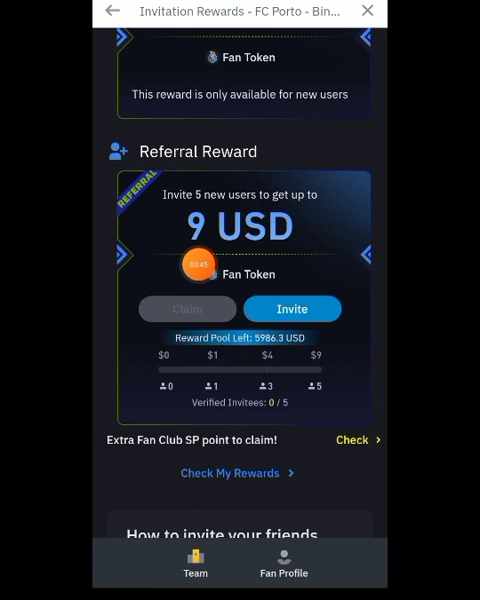 Invitation Rewards - FC Porto - Bin...
Fan Token
This reward is only available for new users
Referral Reward
REFERRAL
Invite 5 new users to get up to
9 USD
03:45
Fan Token
Claim
Invite
Reward Pool Left: 5986.3 USD
$0 $1 $4 $9
0 1 3 5
Verified Invitees: 0 / 5
Extra Fan Club SP point to claim! Check >
Check My Rewards >
How to invite your friends
Team
Fan Profile